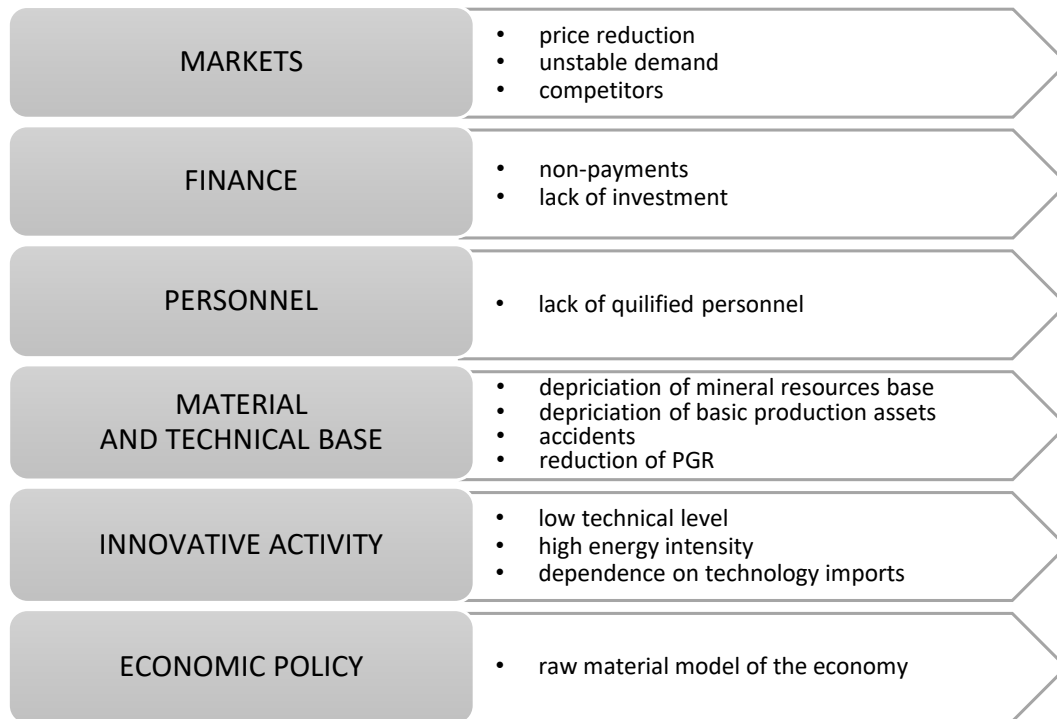 MARKETS
• price reduction
• unstable demand
• competitors
FINANCE
• non-payments
• lack of investment
PERSONNEL
• lack of quilified personnel
MATERIAL
AND TECHNICAL BASE
• depriciation of mineral resources base
• depriciation of basic production assets
• accidents
• reduction of PGR
INNOVATIVE ACTIVITY
• low technical level
• high energy intensity
• dependence on technology imports
ECONOMIC POLICY
• raw material model of the economy